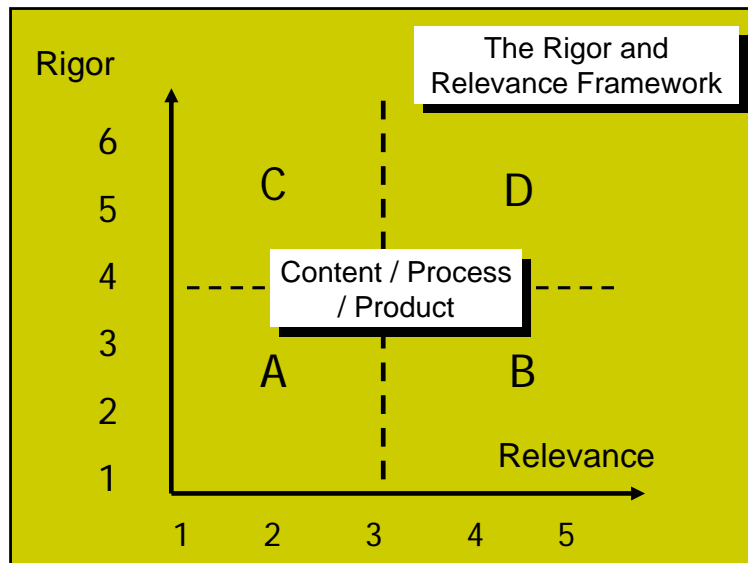 The Rigor and
Relevance Framework
Rigor
6
5
4
3
2
1
C
D
Content / Process
/ Product
A
B
Relevance
1 2 3 4 5